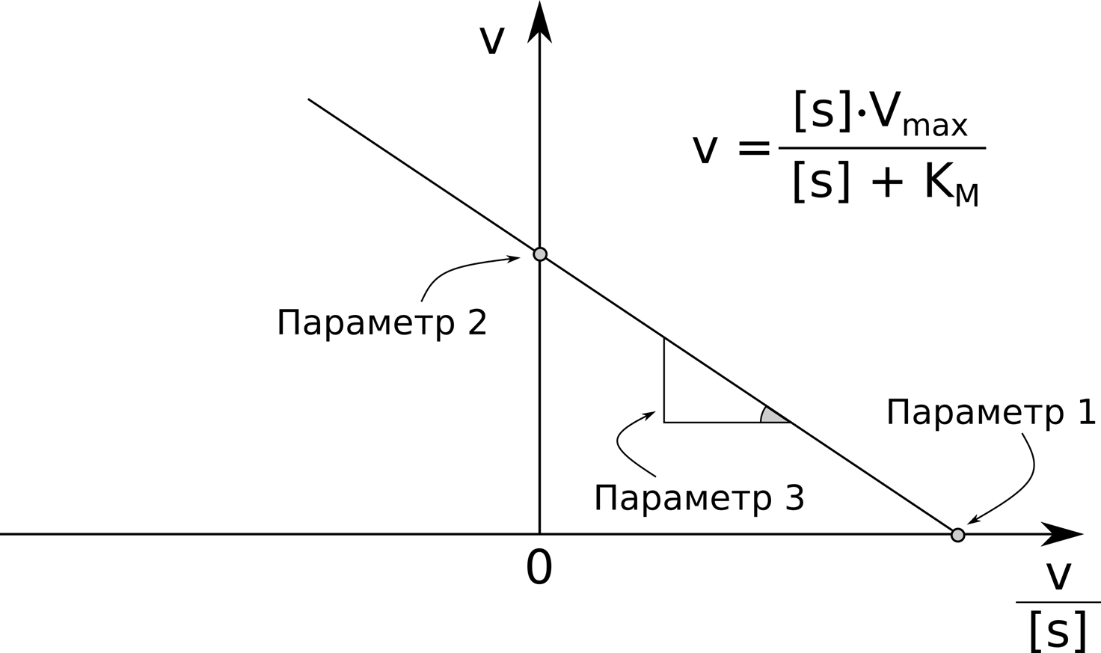 v
v = [s]·Vmax / [s] + KM
Параметр 2
Параметр 1
Параметр 3
0
v
[s]